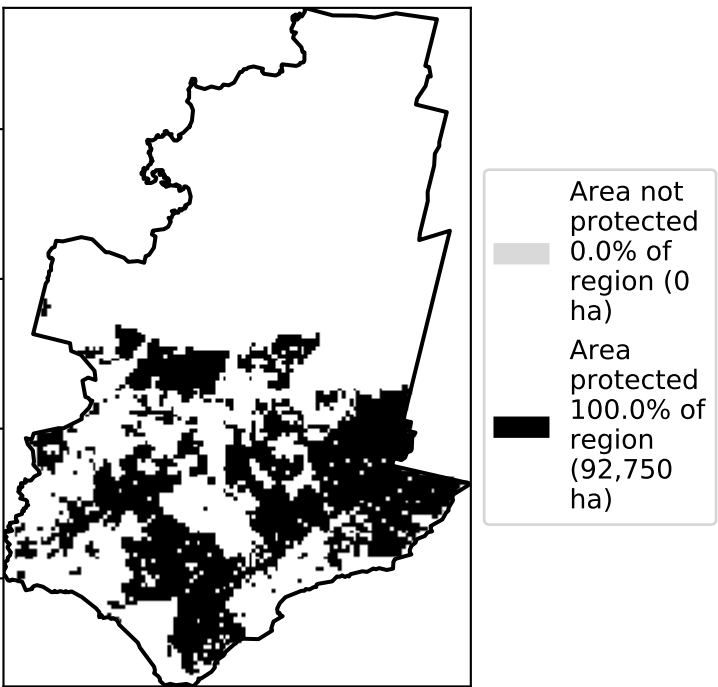 Area not
protected
0.0% of
region (0
ha)
Area
protected
100.0% of
region
(92,750
ha)